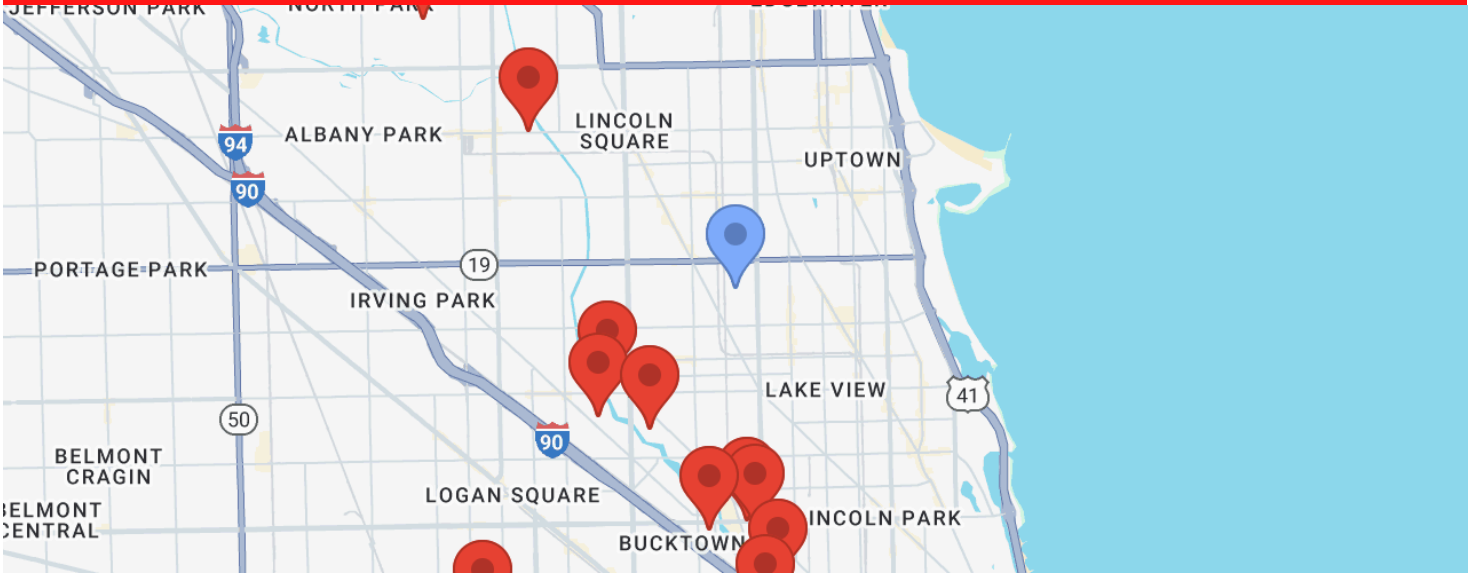 JEFFERSON PARK
NORTH PARK
EDGEWATER
LINCOLN
SQUARE
ALBANY PARK
94
UPTOWN
90
19
PORTAGE PARK
IRVING PARK
LAKE VIEW
41
50
90
BELMONT
CRAGIN
LOGAN SQUARE
BELMONT
CENTRAL
INCOLN PARK
BUCKTOWN